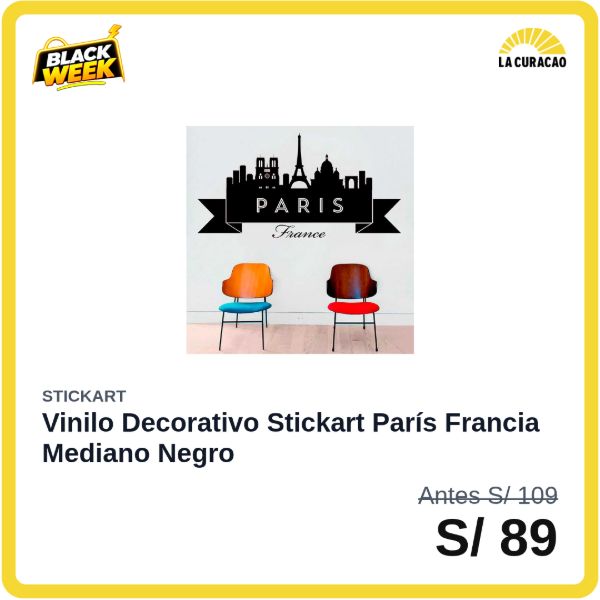 BLACK
WEEK
LA CURACAO
PARIS
France
STICKART
Vinilo Decorativo Stickart París Francia
Mediano Negro
Antes S/ 109
S/ 89